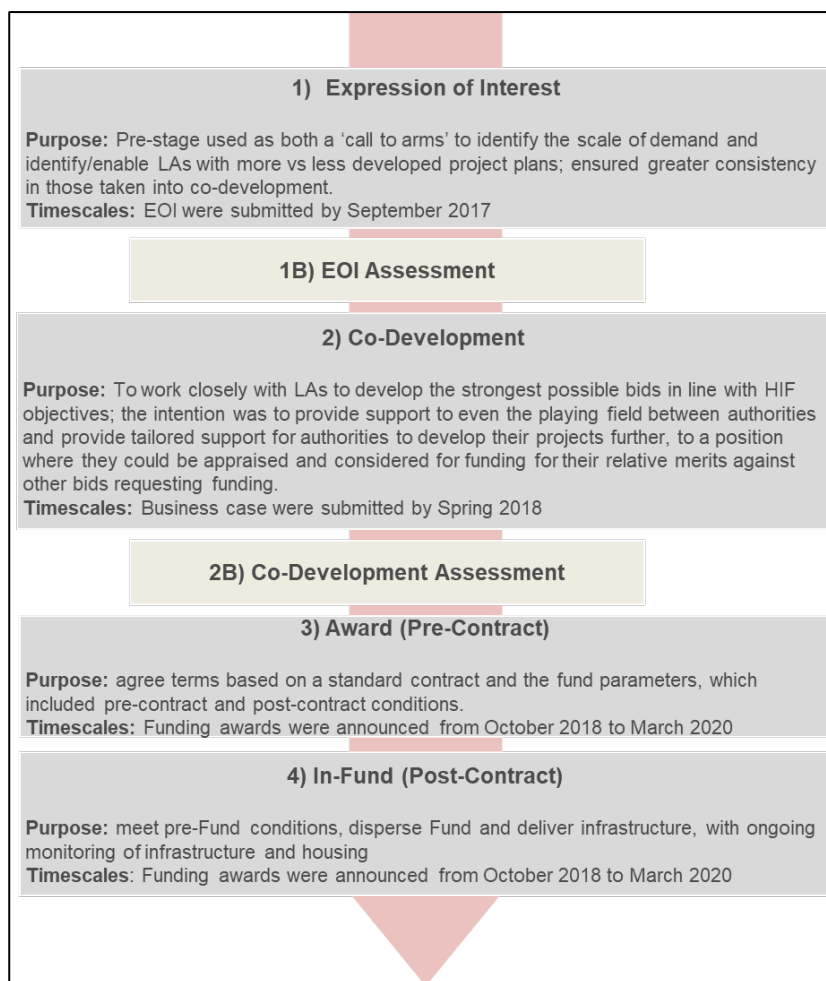 1) Expression of Interest
Purpose: Pre-stage used as both a ‘call to arms’ to identify the scale of demand and
identify/enable LAs with more vs less developed project plans; ensured greater consistency
in those taken into co-development.
Timescales: EOI were submitted by September 2017
1B) EOI Assessment
2) Co-Development
Purpose: To work closely with LAs to develop the strongest possible bids in line with HIF
objectives; the intention was to provide support to even the playing field between authorities
and provide tailored support for authorities to develop their projects further, to a position
where they could be appraised and considered for funding for their relative merits against
other bids requesting funding.
Timescales: Business case were submitted by Spring 2018
2B) Co-Development Assessment
3) Award (Pre-Contract)
Purpose: agree terms based on a standard contract and the fund parameters, which
included pre-contract and post-contract conditions.
Timescales: Funding awards were announced from October 2018 to March 2020
4) In-Fund (Post-Contract)
Purpose: meet pre-Fund conditions, disperse Fund and deliver infrastructure, with ongoing
monitoring of infrastructure and housing
Timescales: Funding awards were announced from October 2018 to March 2020